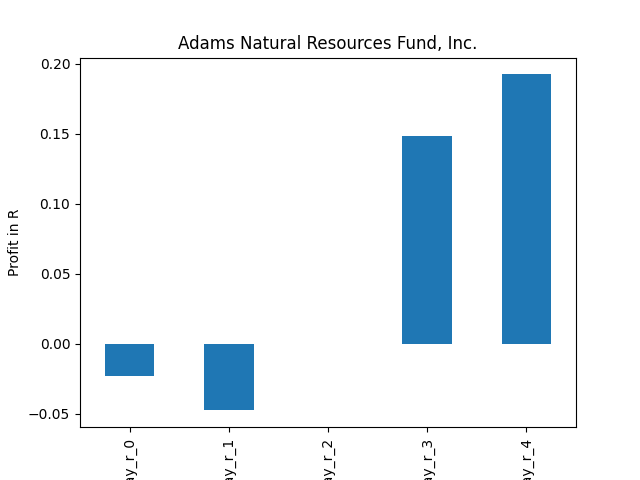 Adams Natural Resources Fund, Inc.
Profit in R
0.20
0.15
0.10
0.05
0.00
−0.05
ay_r_0
ay_r_1
ay_r_2
ay_r_3
ay_r_4